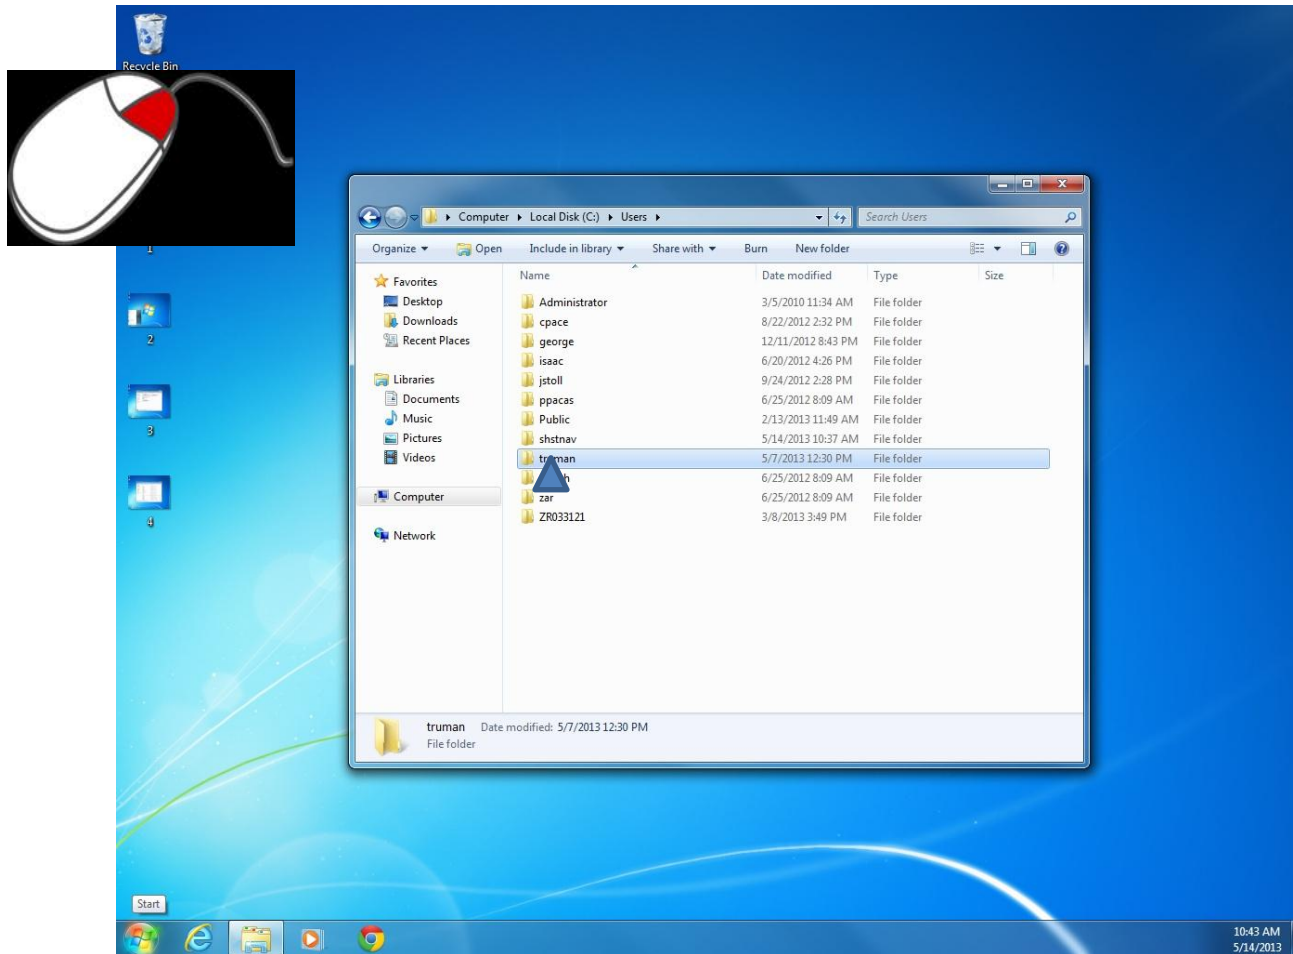 Recycle Bin
1
2
3
4
Computer Local Disk (C:) Users
Search Users
Organize Open Include in library Share with Burn New folder
Favorites
Desktop
Downloads
Recent Places
Libraries
Documents
Music
Pictures
Videos
Computer
Network
Name Date modified Type Size
Administrator 3/5/2010 11:34 AM File folder
cpace 8/22/2012 2:32 PM File folder
george 12/11/2012 8:43 PM File folder
isaac 6/20/2012 4:26 PM File folder
jstoll 9/24/2012 2:28 PM File folder
ppacas 6/25/2012 8:09 AM File folder
Public 2/13/2013 11:49 AM File folder
shstnav 5/14/2013 10:37 AM File folder
truman 5/7/2013 12:30 PM File folder
6/25/2012 8:09 AM File folder
zar 6/25/2012 8:09 AM File folder
ZR033121 3/8/2013 3:49 PM File folder
truman Date modified: 5/7/2013 12:30 PM
File folder
Start
10:43 AM
5/14/2013